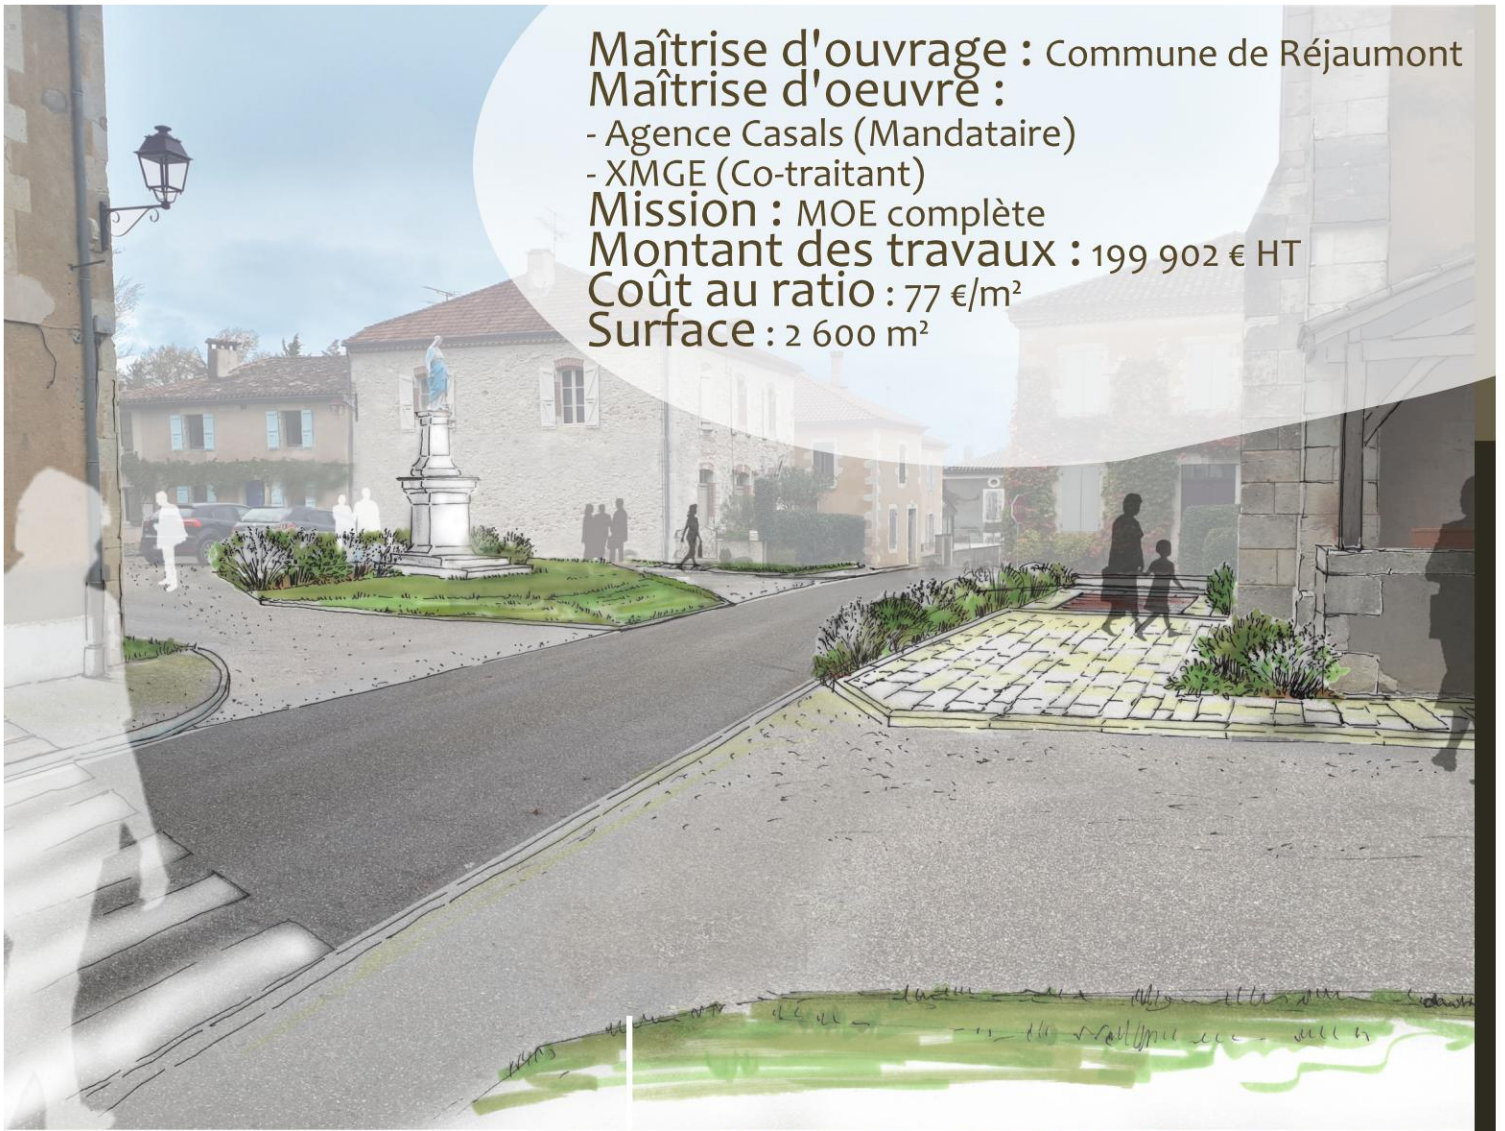 Maîtrise d'ouvrage : Commune de Réjaumont
Maîtrise d'oeuvre :
- Agence Casals (Mandataire)
- XMGE (Co-traitant)
Mission : MOE complète
Montant des travaux : 199 902 € HT
Coût au ratio : 77 €/m²
Surface : 2 600 m²